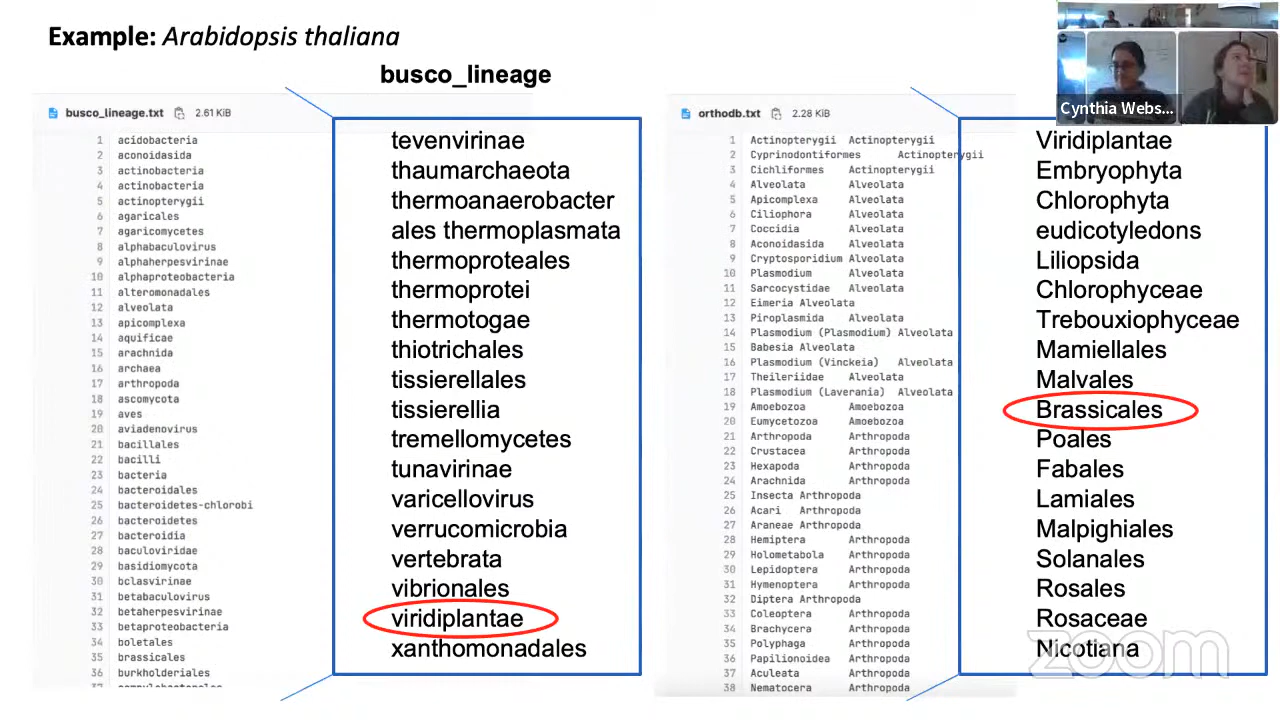 Example: Arabidopsis thaliana
busco_lineage
busco_lineage.txt 2.61 KiB
1 acidobacteria
2 aconoidasida
3 actinobacteria
4 actinobacteria
5 actinopterygii
6 agaricales
7 agaricomycetes
8 alphabaculovirus
9 alphaherpesvirinae
10 alphaproteobacteria
11 alteromonadales
12 alveolata
13 apicomplexa
14 aquificae
15 arachnida
16 archaea
17 arthropoda
18 ascomycota
19 aves
20 aviadenovirus
21 bacillales
22 bacilli
23 bacteria
24 bacteroidales
25 bacteroidetes-chlorobi
26 bacteroidetes
27 bacteroidia
28 baculoviridae
29 basidiomycota
30 bclasvirinae
31 betabaculovirus
32 betaherpesvirinae
33 betaproteobacteria
34 boletales
35 brassicales
36 burkholderiales
tevenvirinae
thaumarchaeota
thermoanaerobacter
ales thermoplasmata
thermoproteales
thermoprotei
thermotogae
thiotrichales
tissierellales
tissierellia
tremellomycetes
tunavirinae
varicellovirus
verrucomicrobia
vertebrata
vibrionales
viridiplantae
xanthomonadales
orthodb.txt 2.28 KiB
1 Actinopterygii Actinopterygii
2 Cyprinodontiformes Actinopterygii
3 Cichliformes Actinopterygii
4 Alveolata Alveolata
5 Apicomplexa Alveolata
6 Ciliophora Alveolata
7 Coccidia Alveolata
8 Aconoidasida Alveolata
9 Cryptosporidium Alveolata
10 Plasmodium Alveolata
11 Sarcocystidae Alveolata
12 Eimeria Alveolata
13 Piroplasmida Alveolata
14 Plasmodium (Plasmodium) Alveolata
15 Babesia Alveolata
16 Plasmodium (Vinckeia) Alveolata
17 Theileriidae Alveolata
18 Plasmodium (Laverania) Alveolata
19 Amoebozoa Amoebozoa
20 Eumycetozoa Amoebozoa
21 Arthropoda Arthropoda
22 Crustacea Arthropoda
23 Hexapoda Arthropoda
24 Arachnida Arthropoda
25 Insecta Arthropoda
26 Acari Arthropoda
27 Araneae Arthropoda
28 Hemiptera Arthropoda
29 Holometabola Arthropoda
30 Lepidoptera Arthropoda
31 Hymenoptera Arthropoda
32 Diptera Arthropoda
33 Coleoptera Arthropoda
34 Brachycera Arthropoda
35 Polyphaga Arthropoda
36 Papilionoidea Arthropoda
37 Aculeata Arthropoda
38 Nematocera Arthropoda
Viridiplantae
Embryophyta
Chlorophyta
eudicotyledons
Liliopsida
Chlorophyceae
Trebouxiophyceae
Mamiellales
Malvales
Brassicales
Poales
Fabales
Lamiales
Malpighiales
Solanales
Rosales
Rosaceae
Nicotiana
Cynthia Webs...
zoom